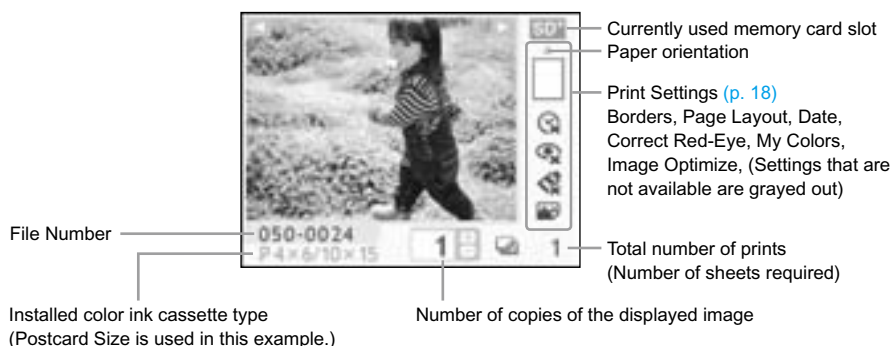 SD
Currently used memory card slot
Paper orientation
Print Settings (p. 18)
Borders, Page Layout, Date,
Correct Red-Eye, My Colors,
Image Optimize, (Settings that are
not available are grayed out)
File Number
050-0024
P 4×6/10×15
1
1
Total number of prints
(Number of sheets required)
Installed color ink cassette type
(Postcard Size is used in this example.)
Number of copies of the displayed image